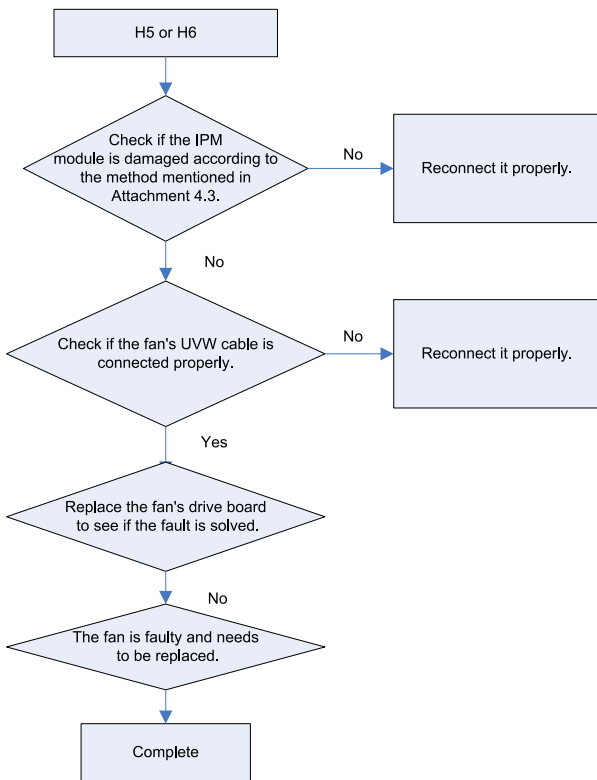 H5 or H6
Check if the IPM
module is damaged according to
the method mentioned in
Attachment 4.3.
No
Reconnect it properly.
No
Check if the fan's UVW cable is
connected properly.
No
Reconnect it properly.
Yes
Replace the fan's drive board
to see if the fault is solved.
No
The fan is faulty and needs
to be replaced.
Complete